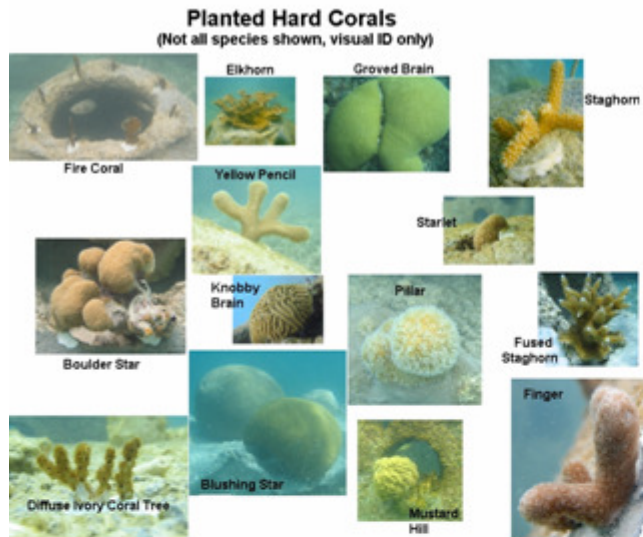 Planted Hard Corals
(Not all species shown, visual ID only)
Elkhorn
Groved Brain
Staghorn
Fire Coral
Yellow Pencil
Starlet
Knobby
Brain
Pillar
Boulder Star
Fused
Staghorn
Finger
Blushing Star
Diffuse Ivory Coral Tree
Mustard
Hill